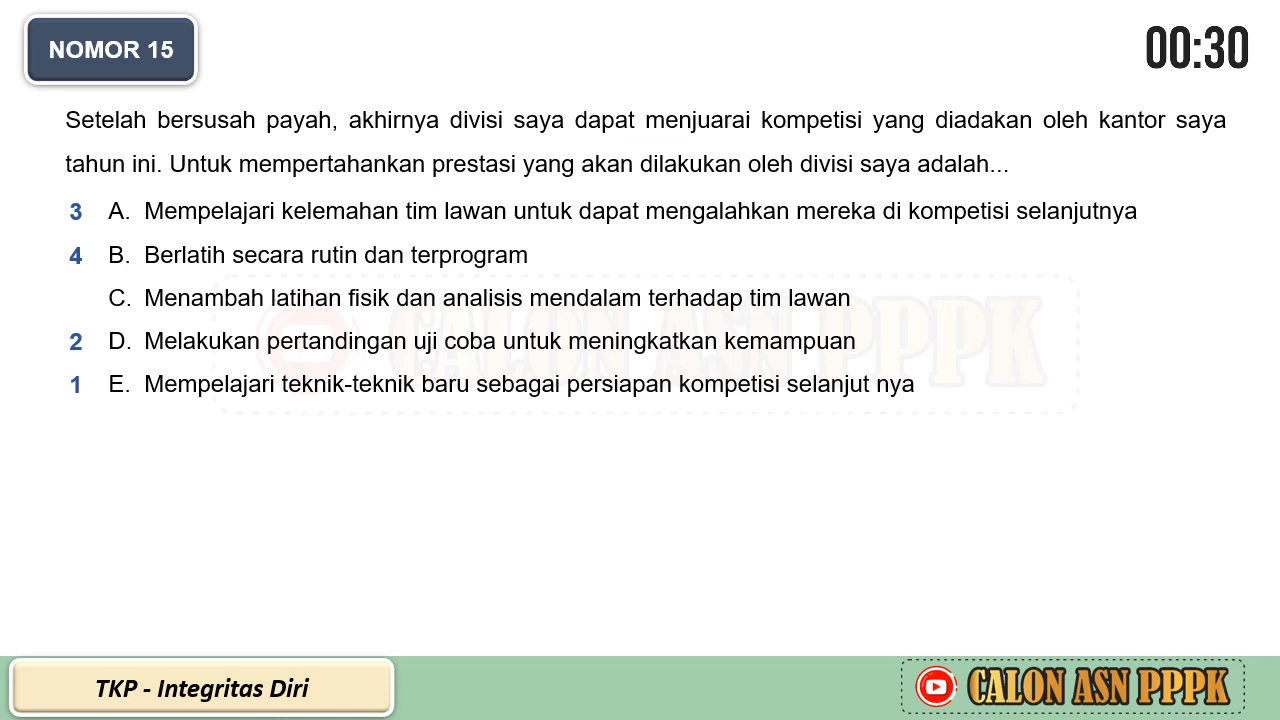 NOMOR 15
00:30
Setelah bersusah payah, akhirnya divisi saya dapat menjuarai kompetisi yang diadakan oleh kantor saya
tahun ini. Untuk mempertahankan prestasi yang akan dilakukan oleh divisi saya adalah...
3 A. Mempelajari kelemahan tim lawan untuk dapat mengalahkan mereka di kompetisi selanjutnya
4 B. Berlatih secara rutin dan terprogram
C. Menambah latihan fisik dan analisis mendalam terhadap tim lawan
2 D. Melakukan pertandingan uji coba untuk meningkatkan kemampuan
1 E. Mempelajari teknik-teknik baru sebagai persiapan kompetisi selanjut nya
CALON ASN PPPK
TKP - Integritas Diri
CALON ASN PPPK